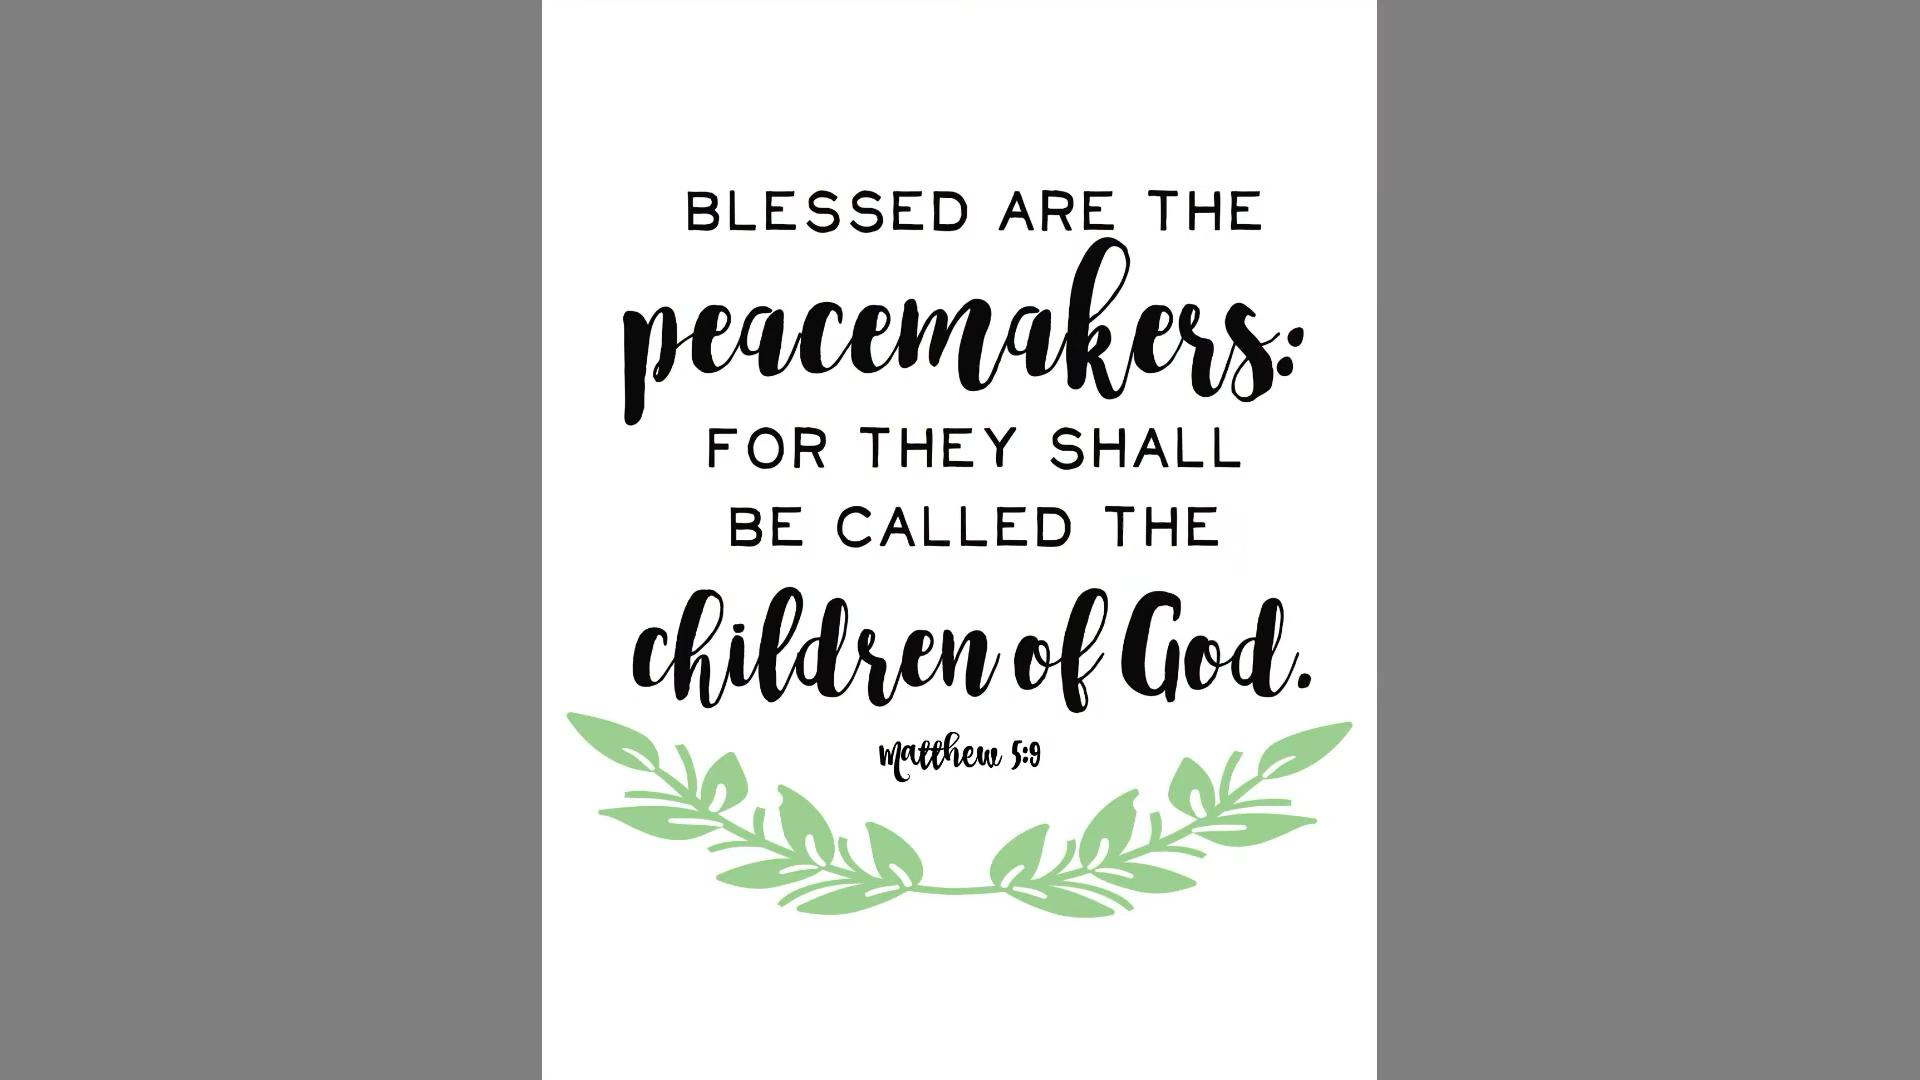 BLESSED ARE THE
peacemakers:
FOR THEY SHALL
BE CALLED THE
children of God.
matthew 5:9